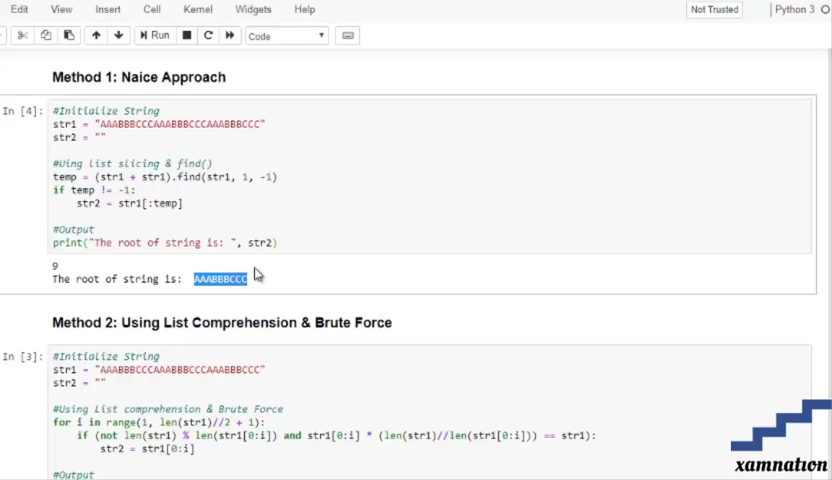 Edit View Insert Cell Kernel Widgets Help Not Trusted Python 3
Run Code
Method 1: Naice Approach
In [4]: #Initialize String
str1 = "AAABBBCCCAAABBBCCCAAABBBCCC"
str2 = ""
#Uing List slicing & find()
temp = (str1 + str1).find(str1, 1, -1)
if temp != -1:
str2 = str1[:temp]
#Output
print("The root of string is: ", str2)
9
The root of string is: AAABBBCCC
Method 2: Using List Comprehension & Brute Force
In [3]: #Initialize String
str1 = "AAABBBCCCAAABBBCCCAAABBBCCC"
str2 = ""
#Using List comprehension & Brute Force
for i in range(1, len(str1)//2 + 1):
if (not len(str1) % len(str1[0:i]) and str1[0:i] * (len(str1)//len(str1[0:i])) == str1):
str2 = str1[0:i]
#Output
xamnation